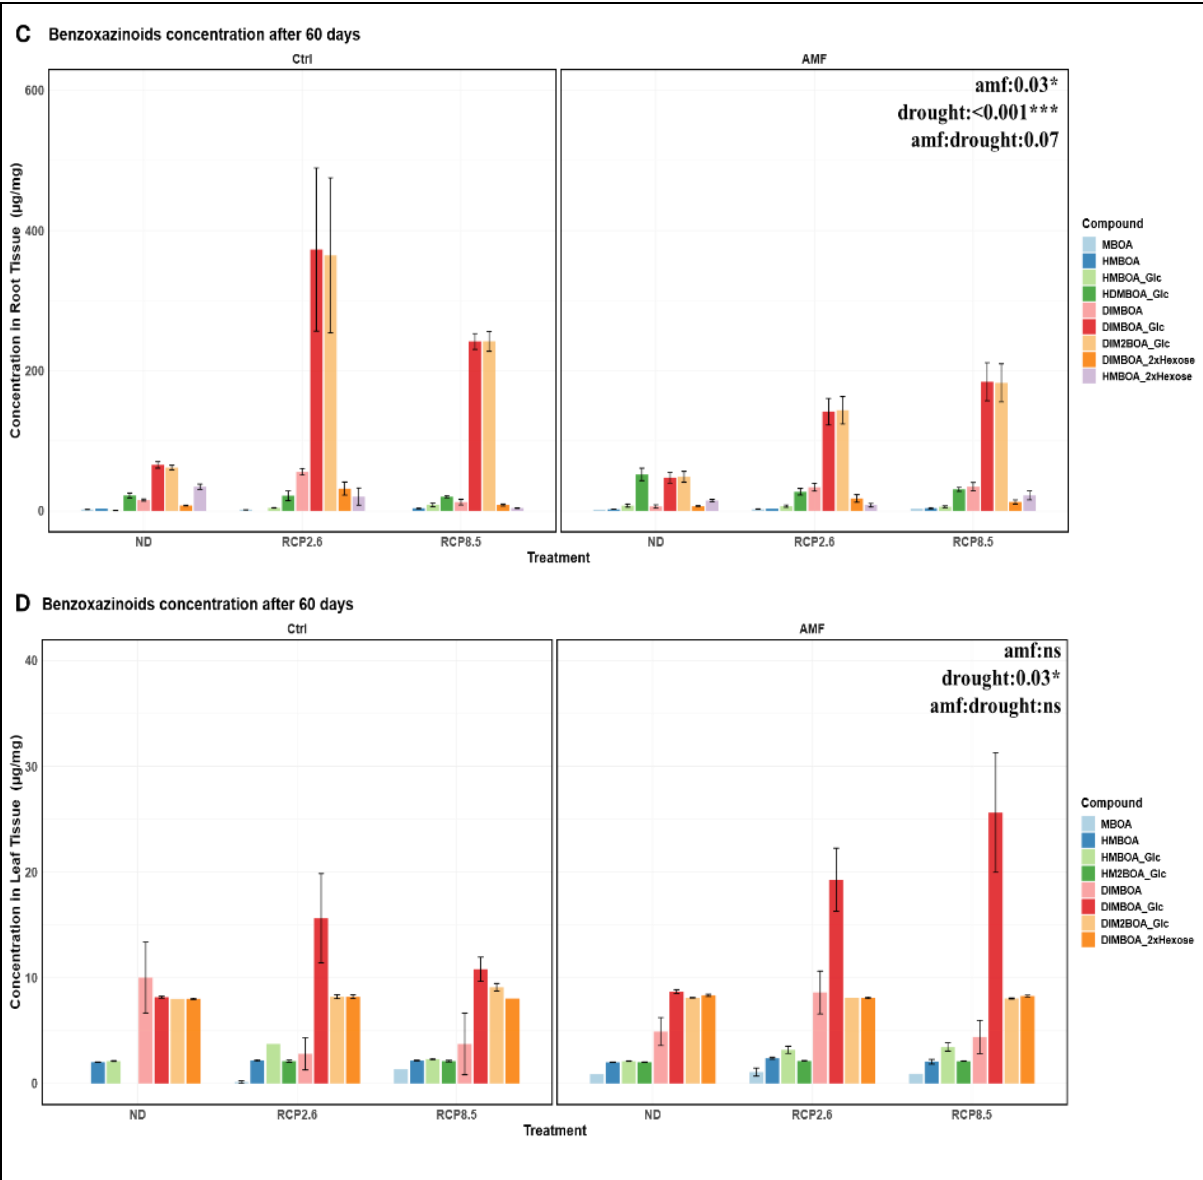 C Benzoxazinoids concentration after 60 days
Ctrl
AMF
amf:0.03*
drought:<0.001***
amf:drought:0.07
Concentration in Root Tissue (µg/mg)
600
400
200
0
ND
RCP2.6
RCP8.5
ND
RCP2.6
RCP8.5
Treatment
Compound
MBOA
HMBOA
HMBOA_Glc
HDMBOA_Glc
DIMBOA
DIMBOA_Glc
DIM2BOA_Glc
DIMBOA_2xHexose
HMBOA_2xHexose
D Benzoxazinoids concentration after 60 days
Ctrl
AMF
amf:ns
drought:0.03*
amf:drought:ns
Concentration in Leaf Tissue (µg/mg)
40
30
20
10
0
ND
RCP2.6
RCP8.5
ND
RCP2.6
RCP8.5
Treatment
Compound
MBOA
HMBOA
HMBOA_Glc
HM2BOA_Glc
DIMBOA
DIMBOA_Glc
DIM2BOA_Glc
DIMBOA_2xHexose